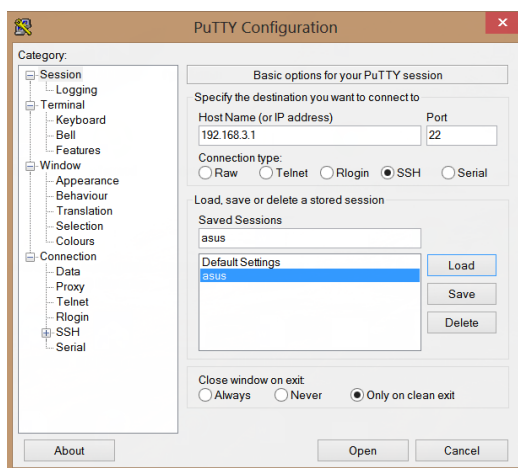 PuTTY Configuration
Category:
Session
Logging
Terminal
Keyboard
Bell
Features
Window
Appearance
Behaviour
Translation
Selection
Colours
Connection
Data
Proxy
Telnet
Rlogin
SSH
Serial
Basic options for your PuTTY session
Specify the destination you want to connect to
Host Name (or IP address) Port
192.168.3.1 22
Connection type:
Raw Telnet Rlogin SSH Serial
Load, save or delete a stored session
Saved Sessions
asus
Default Settings
asus
Load
Save
Delete
Close window on exit:
Always Never Only on clean exit
About Open Cancel